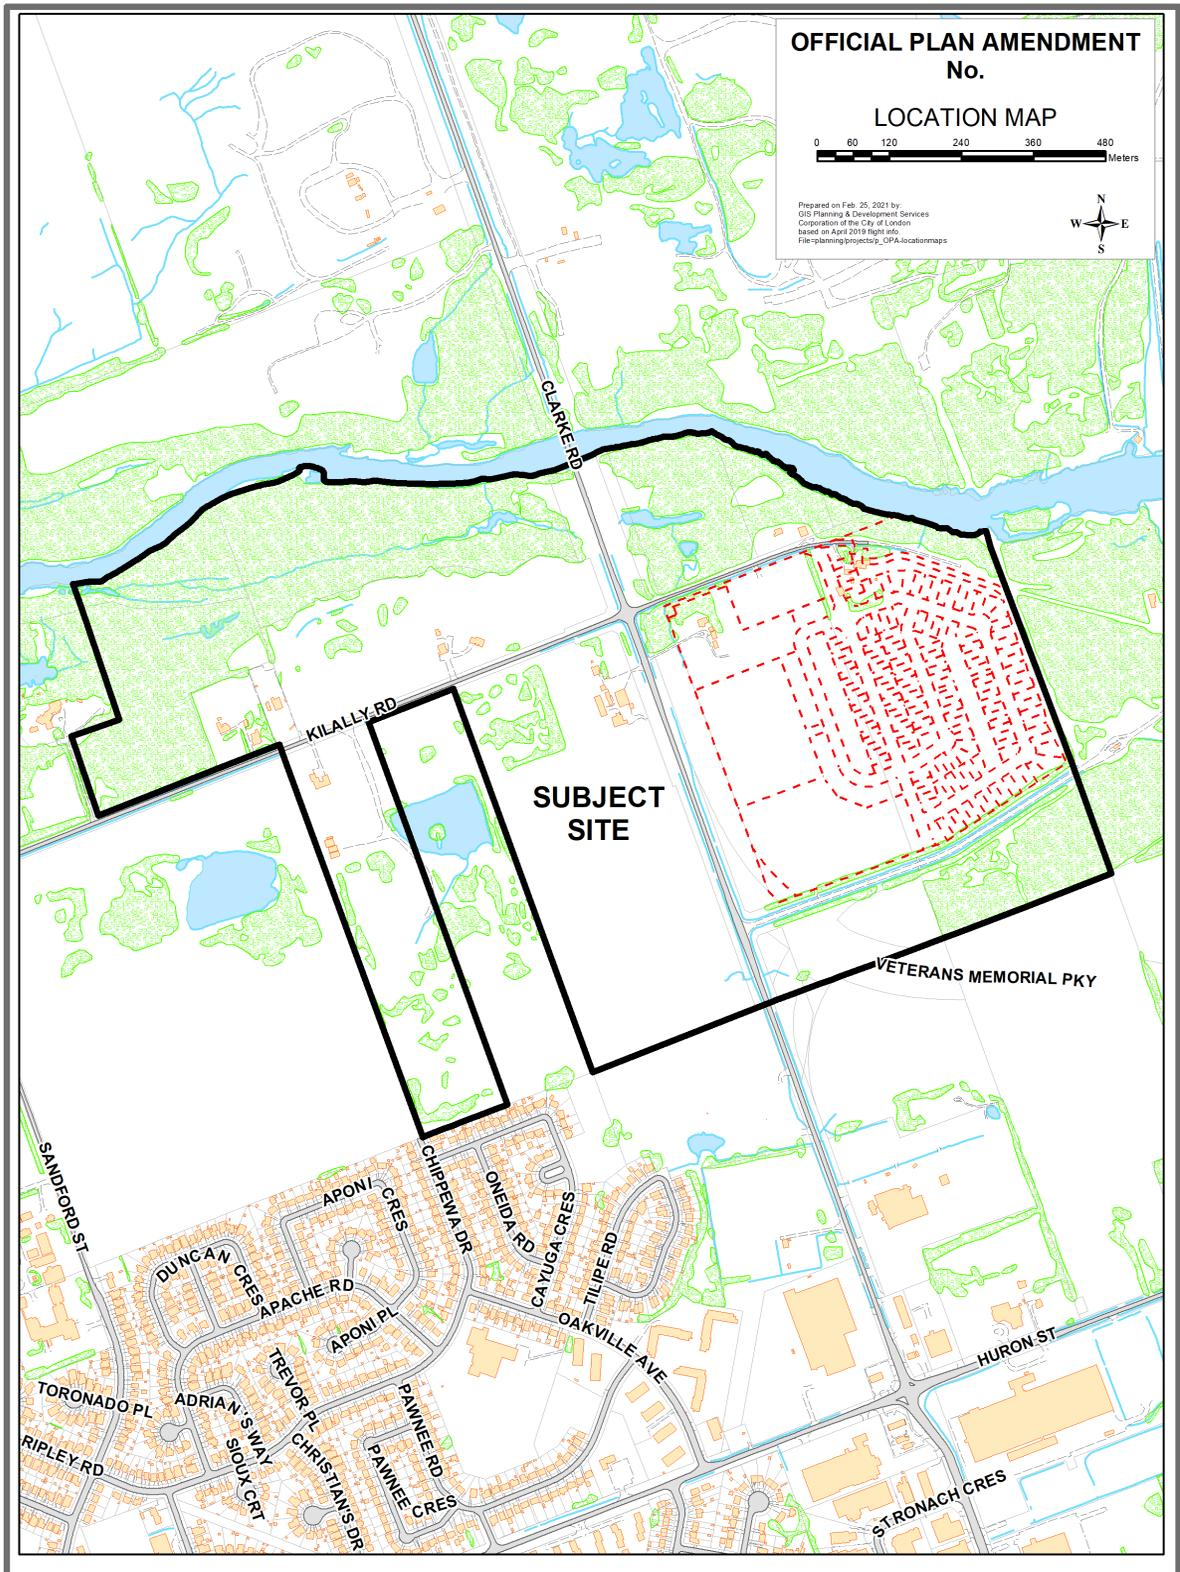 OFFICIAL PLAN AMENDMENT
No.
LOCATION MAP
0 60 120 240 360 480
Meters
Prepared on Feb. 25, 2021 by:
GIS Planning & Development Services
Corporation of the City of London
based on April 2019 flight info.
File=planning/projects/p_OPA-locationmaps
N
W E
S
CLARKE RD
KILALLY RD
SUBJECT
SITE
VETERANS MEMORIAL PKY
SANDFORD ST
CHIPPEWA DR
ONEIDA RD
APONI CRES
CAYUGA CRES
TILIPE RD
DUNCAN CRES
APACHE RD
APONI PL
OAKVILLE AVE
HURON ST
TREVOR PL
TORONADO PL
ADRIAN'S WAY
PAWNEE RD
RIPLEY RD
SIOUX CRT
CHRISTIAN'S DR
PAWNEE CRES
STRONACH CRES